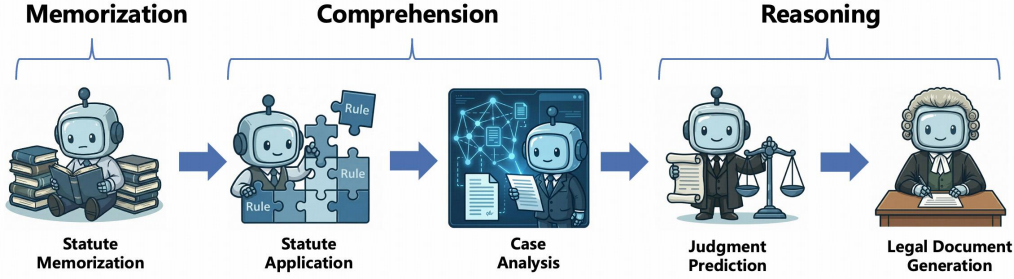 Memorization
Comprehension
Reasoning
Rule
Rule
Rule
Statute
Memorization
Statute
Application
Case
Analysis
Judgment
Prediction
Legal Document
Generation